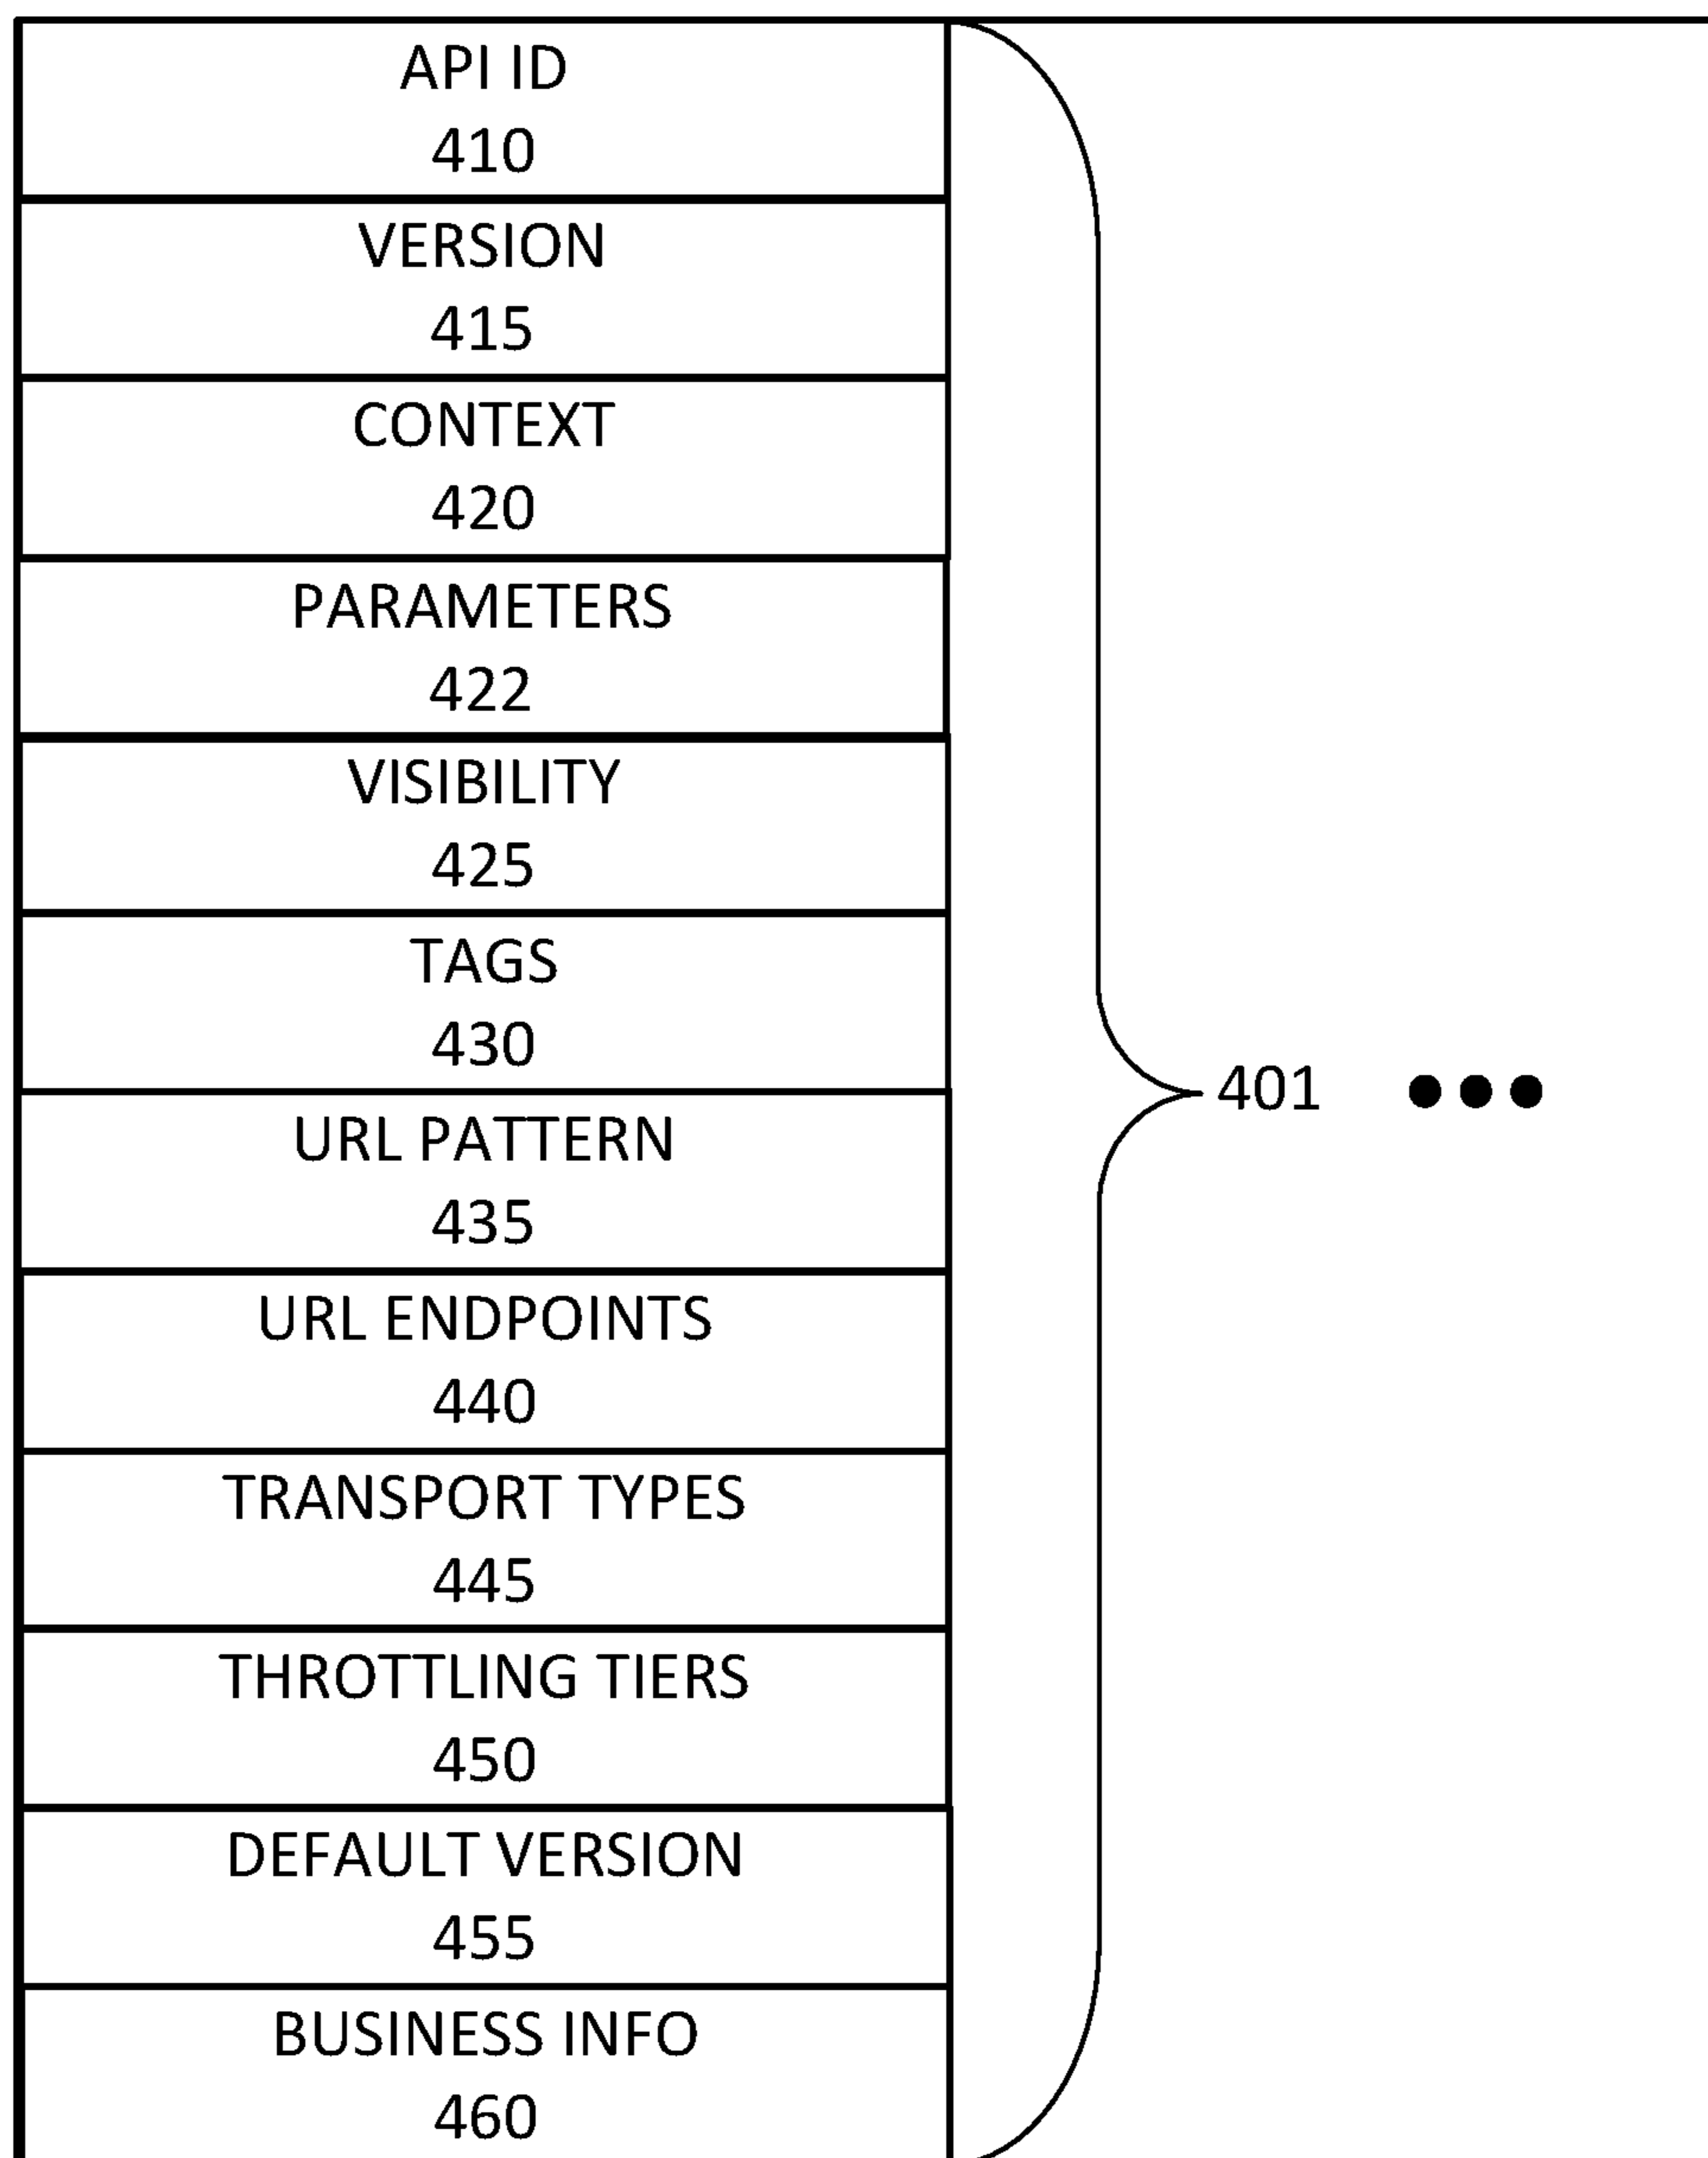 API ID
410
VERSION
415
CONTEXT
420
PARAMETERS
422
VISIBILITY
425
TAGS
430
URL PATTERN
435
URL ENDPOINTS
440
TRANSPORT TYPES
445
THROTTLING TIERS
450
DEFAULT VERSION
455
BUSINESS INFO
460
401